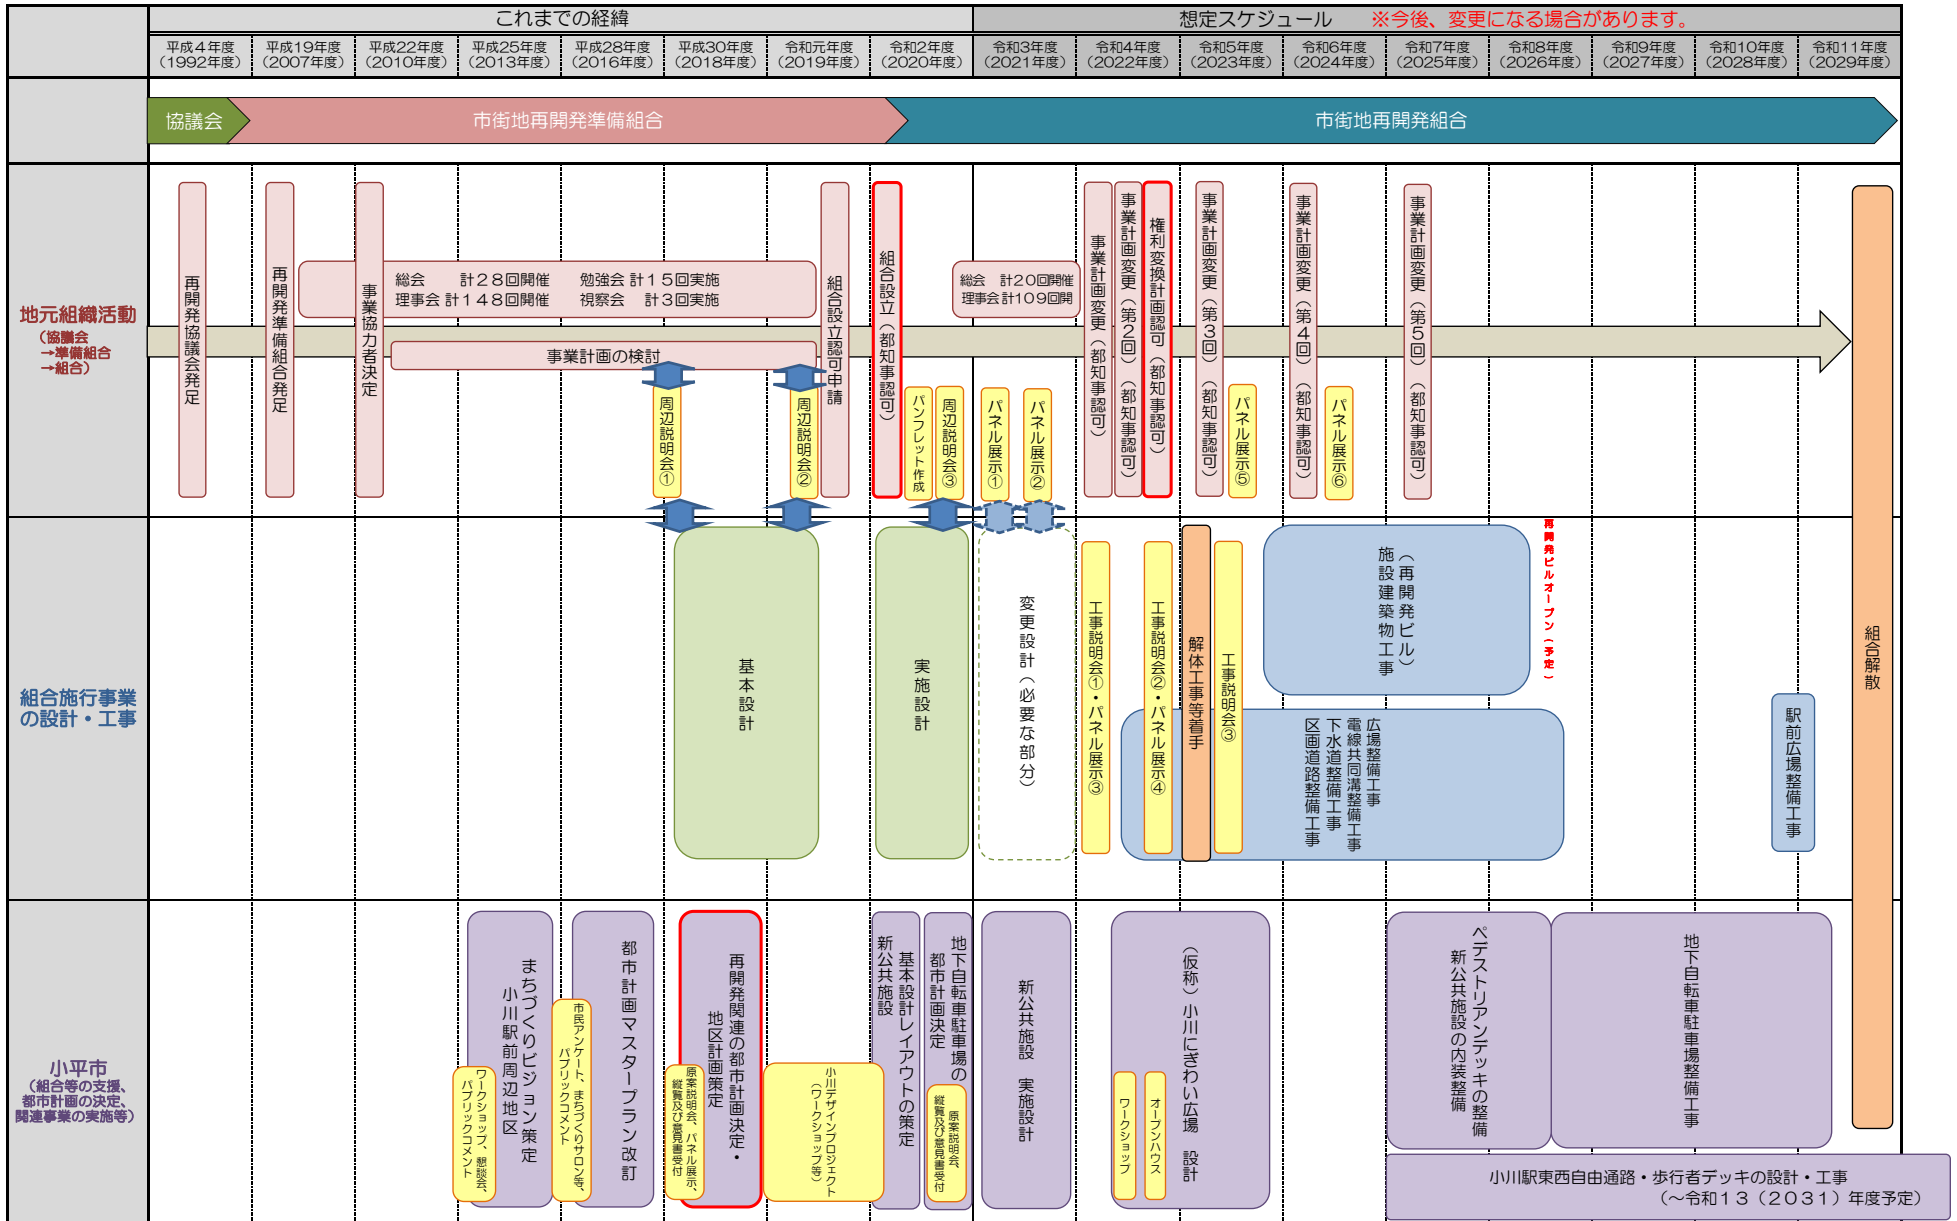 これまでの経緯
想定スケジュール　※今後、変更になる場合があります。
平成４年度
（1992年度）
平成19年度
（2007年度）
平成22年度
（2010年度）
平成25年度
（2013年度）
平成28年度
（2016年度）
平成30年度
（2018年度）
令和元年度
（2019年度）
令和2年度
（2020年度）
令和3年度
（2021年度）
令和4年度
（2022年度）
令和5年度
（2023年度）
令和6年度
（2024年度）
令和7年度
（2025年度）
令和8年度
（2026年度）
令和9年度
（2027年度）
令和10年度
（2028年度）
令和11年度
（2029年度）
協議会
市街地再開発準備組合
市街地再開発組合
地元組織活動
（協議会
→準備組合
→組合）
再開発協議会発足
再開発準備組合発足
事業協力者決定
総会　計２８回開催　勉強会 計１５回実施
理事会 計１４８回開催　視察会　計３回実施
事業計画の検討
周辺説明会①
周辺説明会②
組合設立認可申請
組合設立（都知事認可）
パンフレット作成
周辺説明会③
総会　計20回開催
理事会 計109回開
パネル展示①
パネル展示②
事業計画変更（都知事認可）
事業計画変更（第２回）（都知事認可）
権利変換計画認可（都知事認可）
事業計画変更（第３回）（都知事認可）
パネル展示⑤
事業計画変更（第４回）（都知事認可）
パネル展示⑥
事業計画変更（第５回）（都知事認可）
組合解散
組合施行事業
の設計・工事
基本設計
実施設計
変更設計（必要な部分）
工事説明会①・パネル展示③
工事説明会②・パネル展示④
解体工事等着手
工事説明会③
（再開発ビル）
施設建築物工事
再開発ビルオープン（予定）
広場整備工事
電線共同溝整備工事
下水道整備工事
区画道路整備工事
駅前広場整備工事
小平市
（組合等の支援、
都市計画の決定、
関連事業の実施等）
まちづくりビジョン策定
小川駅前周辺地区
ワークショップ、懇談会、
パブリックコメント
都市計画マスタープラン改訂
市民アンケート、まちづくりサロン等、
パブリックコメント
再開発関連の都市計画決定・
地区計画策定
原案説明会、パネル展示、
縦覧及び意見書受付
小川デザインプロジェクト
（ワークショップ等）
基本設計レイアウトの策定
新公共施設
地下自転車駐車場の
都市計画決定
原案説明会、
縦覧及び意見書受付
新公共施設　実施設計
（仮称）小川にぎわい広場　設計
ワークショップ
オープンハウス
ペデストリアンデッキの整備
新公共施設の内装整備
地下自転車駐車場整備工事
小川駅東西自由通路・歩行者デッキの設計・工事
（～令和１３（２０３１）年度予定）